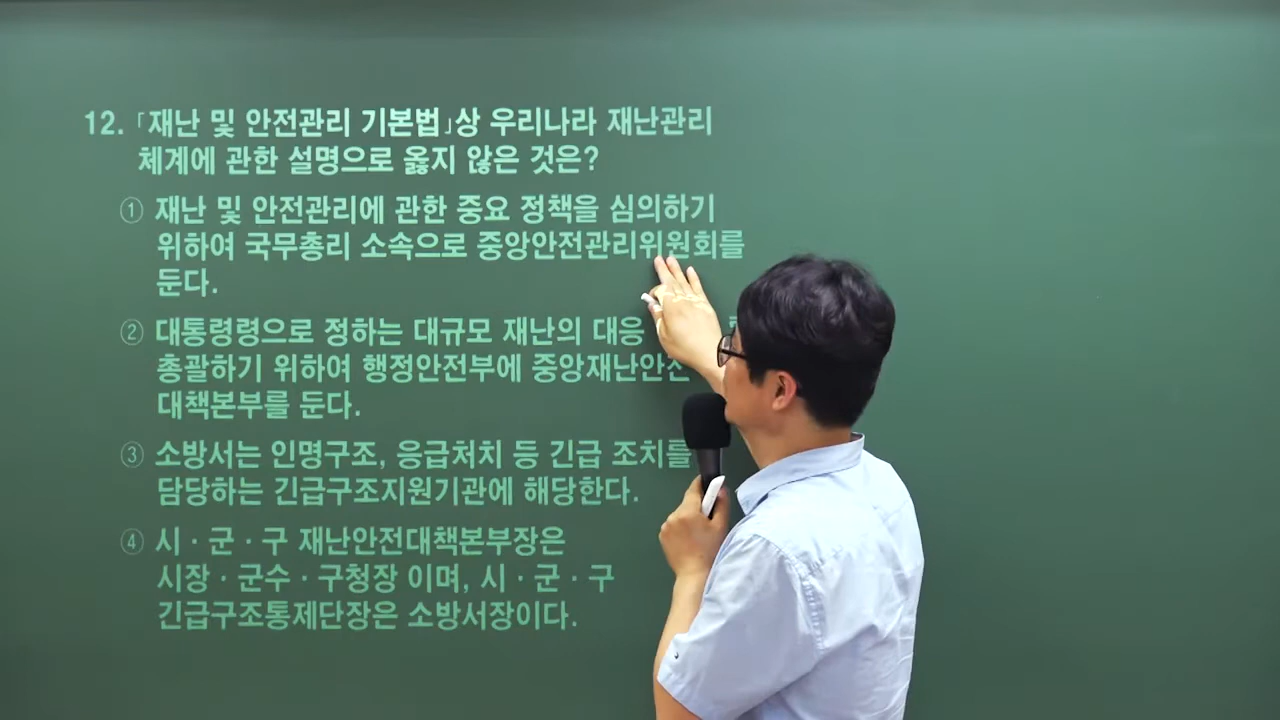 12. 「재난 및 안전관리 기본법」상 우리나라 재난관리
체계에 관한 설명으로 옳지 않은 것은?
① 재난 및 안전관리에 관한 중요 정책을 심의하기
위하여 국무총리 소속으로 중앙안전관리위원회를
둔다.
② 대통령령으로 정하는 대규모 재난의 대응
총괄하기 위하여 행정안전부에 중앙재난안전
대책본부를 둔다.
③ 소방서는 인명구조, 응급처치 등 긴급 조치를
담당하는 긴급구조지원기관에 해당한다.
④ 시·군·구 재난안전대책본부장은
시장·군수·구청장 이며, 시·군·구
긴급구조통제단장은 소방서장이다.